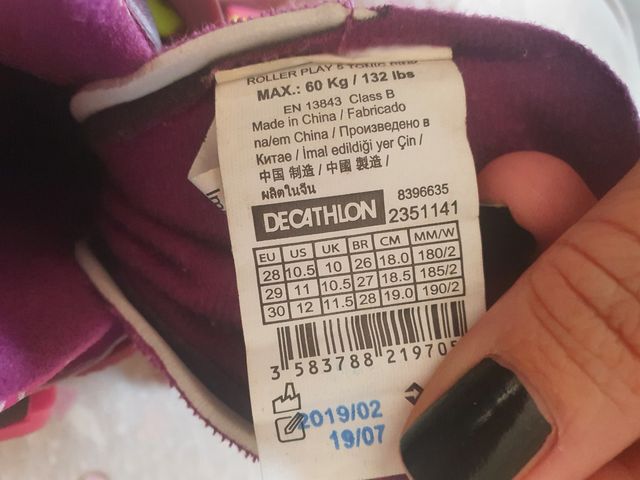 ROLLER PLAY 5 TONIC
MAX.: 60 Kg / 132 lbs
EN 13843 Class B
Made in China / Fabricado
na/em China / Произведено в
Китае / İmal edildiği yer Çin /
中国 制造 / 中國 製造 /
ผลิตในจีน
DECATHLON 8396635
2351141
EU US UK BR CM MM/W
28 10.5 10 26 18.0 180/2
29 11 10.5 27 18.5 185/2
30 12 11.5 28 19.0 190/2
3 583788 219705
2019/02
19/07